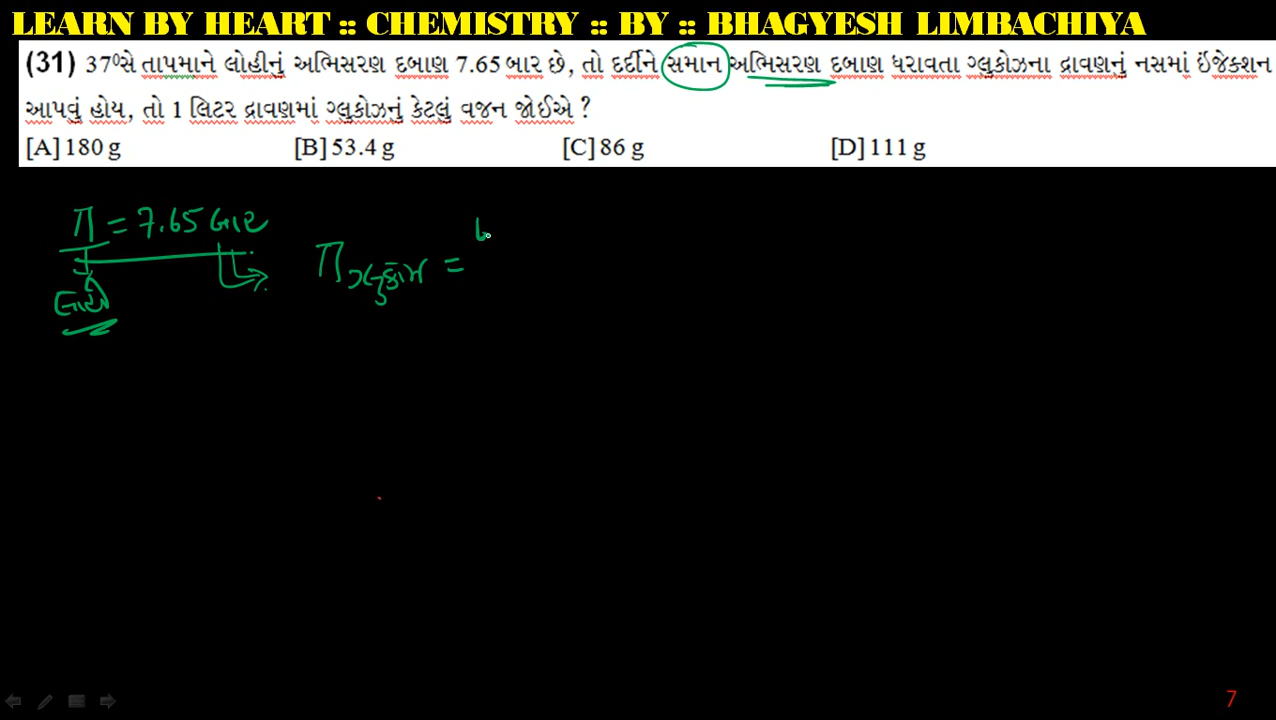 LEARN BY HEART :: CHEMISTRY :: BY :: BHAGYESH LIMBACHIYA
(31) 37⁰સે તાપમાને લોહીનું અભિસરણ દબાણ 7.65 બાર છે, તો દર્દીને સમાન અભિસરણ દબાણ ધરાવતા ગ્લુકોઝના દ્રાવણનું નસમાં ઈંજેક્શન
આપવું હોય, તો 1 લિટર દ્રાવણમાં ગ્લુકોઝનું કેટલું વજન જોઈએ ?
[A] 180 g [B] 53.4 g [C] 86 g [D] 111 g
π = 7.65 બાર
π ગ્લુકોઝ =
7